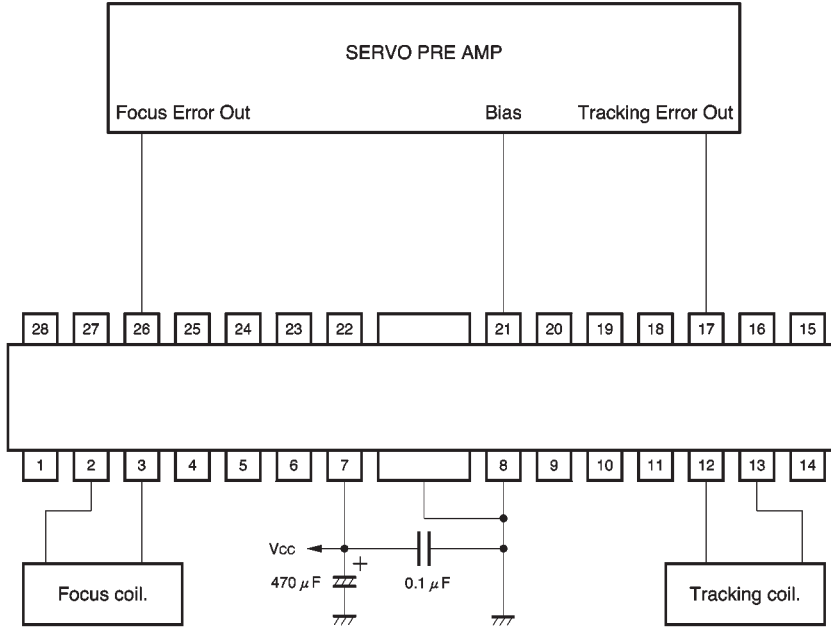 SERVO PRE AMP
Focus Error Out Bias Tracking Error Out
28 27 26 25 24 23 22 21 20 19 18 17 16 15
1 2 3 4 5 6 7 8 9 10 11 12 13 14
Vcc
+
470 μF 0.1 μF
Focus coil. Tracking coil.